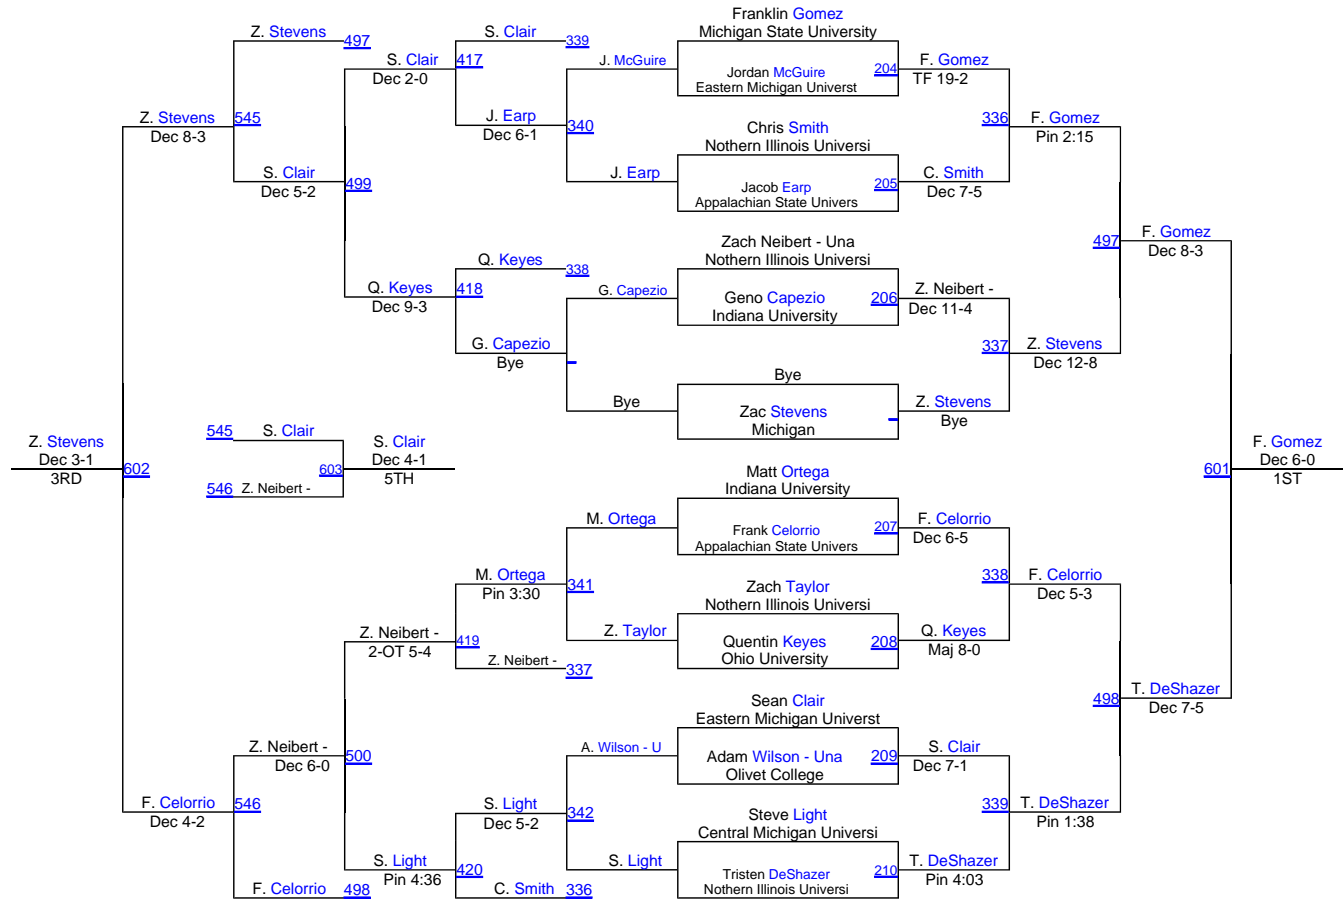 Franklin Gomez
Michigan State University
Z. Stevens
497
S. Clair
339
S. Clair
417
Dec 2-0
J. McGuire
Jordan McGuire
204
Eastern Michigan Universt
F. Gomez
TF 19-2
Z. Stevens
545
Dec 8-3
J. Earp
340
Dec 6-1
Chris Smith
Nothern Illinois Universi
336
F. Gomez
Pin 2:15
S. Clair
499
Dec 5-2
J. Earp
Jacob Earp
205
Appalachian State Univers
C. Smith
Dec 7-5
Zach Neibert - Una
Nothern Illinois Universi
497
F. Gomez
Dec 8-3
Q. Keyes
338
Q. Keyes
418
Dec 9-3
G. Capezio
Geno Capezio
206
Indiana University
Z. Neibert -
Dec 11-4
G. Capezio
Bye
337
Z. Stevens
Dec 12-8
Bye
Bye
Zac Stevens
Michigan
Z. Stevens
Bye
Z. Stevens
Dec 3-1
3RD
602
545
S. Clair
546
Z. Neibert -
603
S. Clair
Dec 4-1
5TH
Matt Ortega
Indiana University
601
F. Gomez
Dec 6-0
1ST
M. Ortega
Frank Celorrio
207
Appalachian State Univers
F. Celorrio
Dec 6-5
M. Ortega
341
Pin 3:30
Zach Taylor
Nothern Illinois Universi
338
F. Celorrio
Dec 5-3
Z. Neibert -
419
2-OT 5-4
Z. Taylor
Quentin Keyes
208
Ohio University
Q. Keyes
Maj 8-0
Z. Neibert -
337
Sean Clair
Eastern Michigan Universt
498
T. DeShazer
Dec 7-5
Z. Neibert -
500
Dec 6-0
A. Wilson - U
Adam Wilson - Una
209
Olivet College
S. Clair
Dec 7-1
F. Celorrio
546
Dec 4-2
S. Light
342
Dec 5-2
Steve Light
Central Michigan Universi
339
T. DeShazer
Pin 1:38
S. Light
420
Pin 4:36
S. Light
Tristen DeShazer
210
Nothern Illinois Universi
T. DeShazer
Pin 4:03
F. Celorrio
498
C. Smith
336